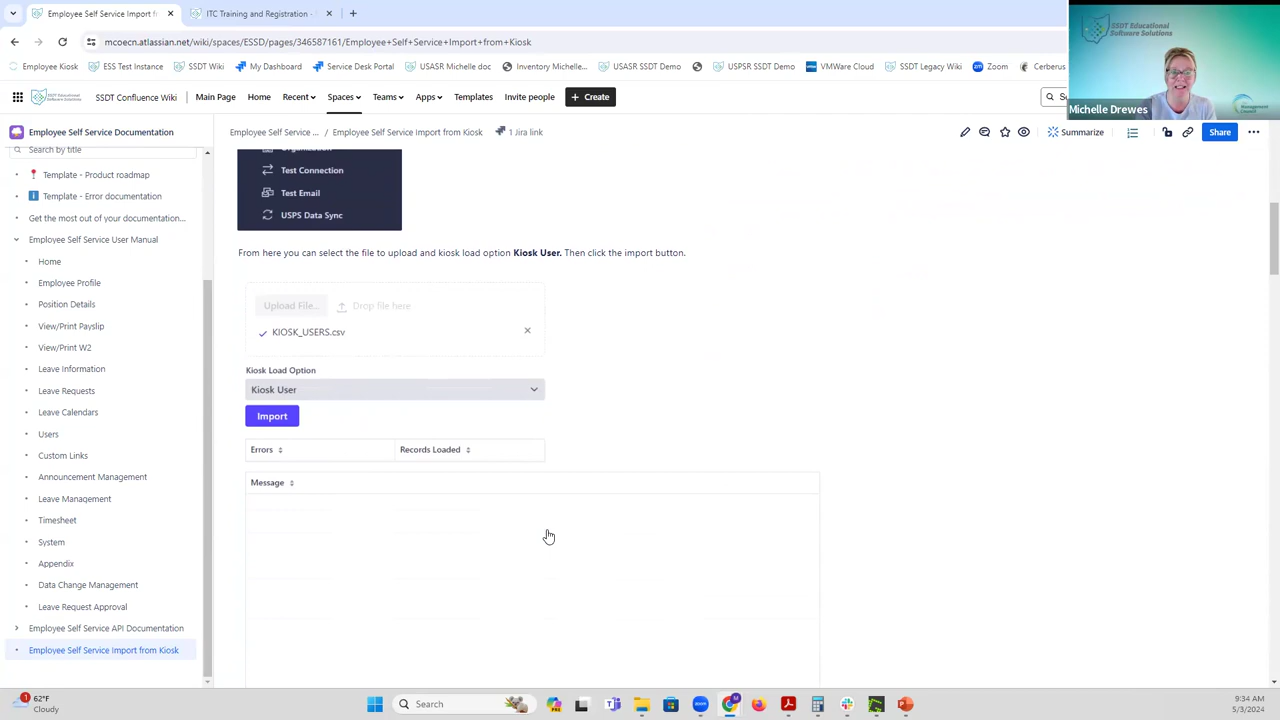 Employee Self Service Import fr
ITC Training and Registration -
mcoecn.atlassian.net/wiki/spaces/ESSD/pages/346587161/Employee+Self+Service+Import+from+Kiosk
Employee Kiosk
ESS Test Instance
SSDT Wiki
My Dashboard
Service Desk Portal
USASR Michelle dev
Inventory Michelle...
USASR SSDT Demo
USPSR SSDT Demo
VMWare Cloud
SSDT Legacy Wiki
Zoom
Cerberus
SSDT Educational
Software Solutions
Management
Council
Michelle Drewes
SSDT Confluence Wiki
Main Page
Home
Recent
Spaces
Teams
Apps
Templates
Invite people
+ Create
Employee Self Service Documentation
Employee Self Service ... / Employee Self Service Import from Kiosk
1 Jira link
Summarize
Share
Search by title
Template - Product roadmap
Template - Error documentation
Get the most out of your documentation...
Employee Self Service User Manual
Home
Employee Profile
Position Details
View/Print Payslip
View/Print W2
Leave Information
Leave Requests
Leave Calendars
Users
Custom Links
Announcement Management
Leave Management
Timesheet
System
Appendix
Data Change Management
Leave Request Approval
Employee Self Service API Documentation
Employee Self Service Import from Kiosk
Organization
Test Connection
Test Email
USPS Data Sync
From here you can select the file to upload and kiosk load option Kiosk User. Then click the import button.
Upload File...
Drop file here
KIOSK_USERS.csv
Kiosk Load Option
Kiosk User
Import
Errors
Records Loaded
Message
1
62°F
Cloudy
Search
9:34 AM
5/3/2024